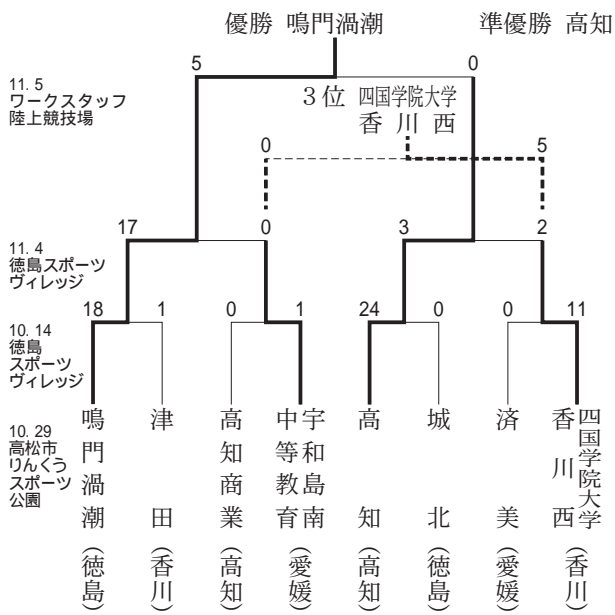 優勝 鳴門渦潮
準優勝 高知
5
0
11. 5
ワークスタッフ
陸上競技場
3位 四国学院大学
香川西
0
5
17
0
3
2
11. 4
徳島スポーツ
ヴィレッジ
18
1
0
1
24
0
0
11
10. 14
徳島
スポーツ
ヴィレッジ
10. 29
高松市
りんくう
スポーツ
公園
鳴門渦潮(徳島)
津田(香川)
高知商業(高知)
宇和島南
中等教育(愛媛)
高知(高知)
城北(徳島)
済美(愛媛)
四国学院大学
香川西(香川)